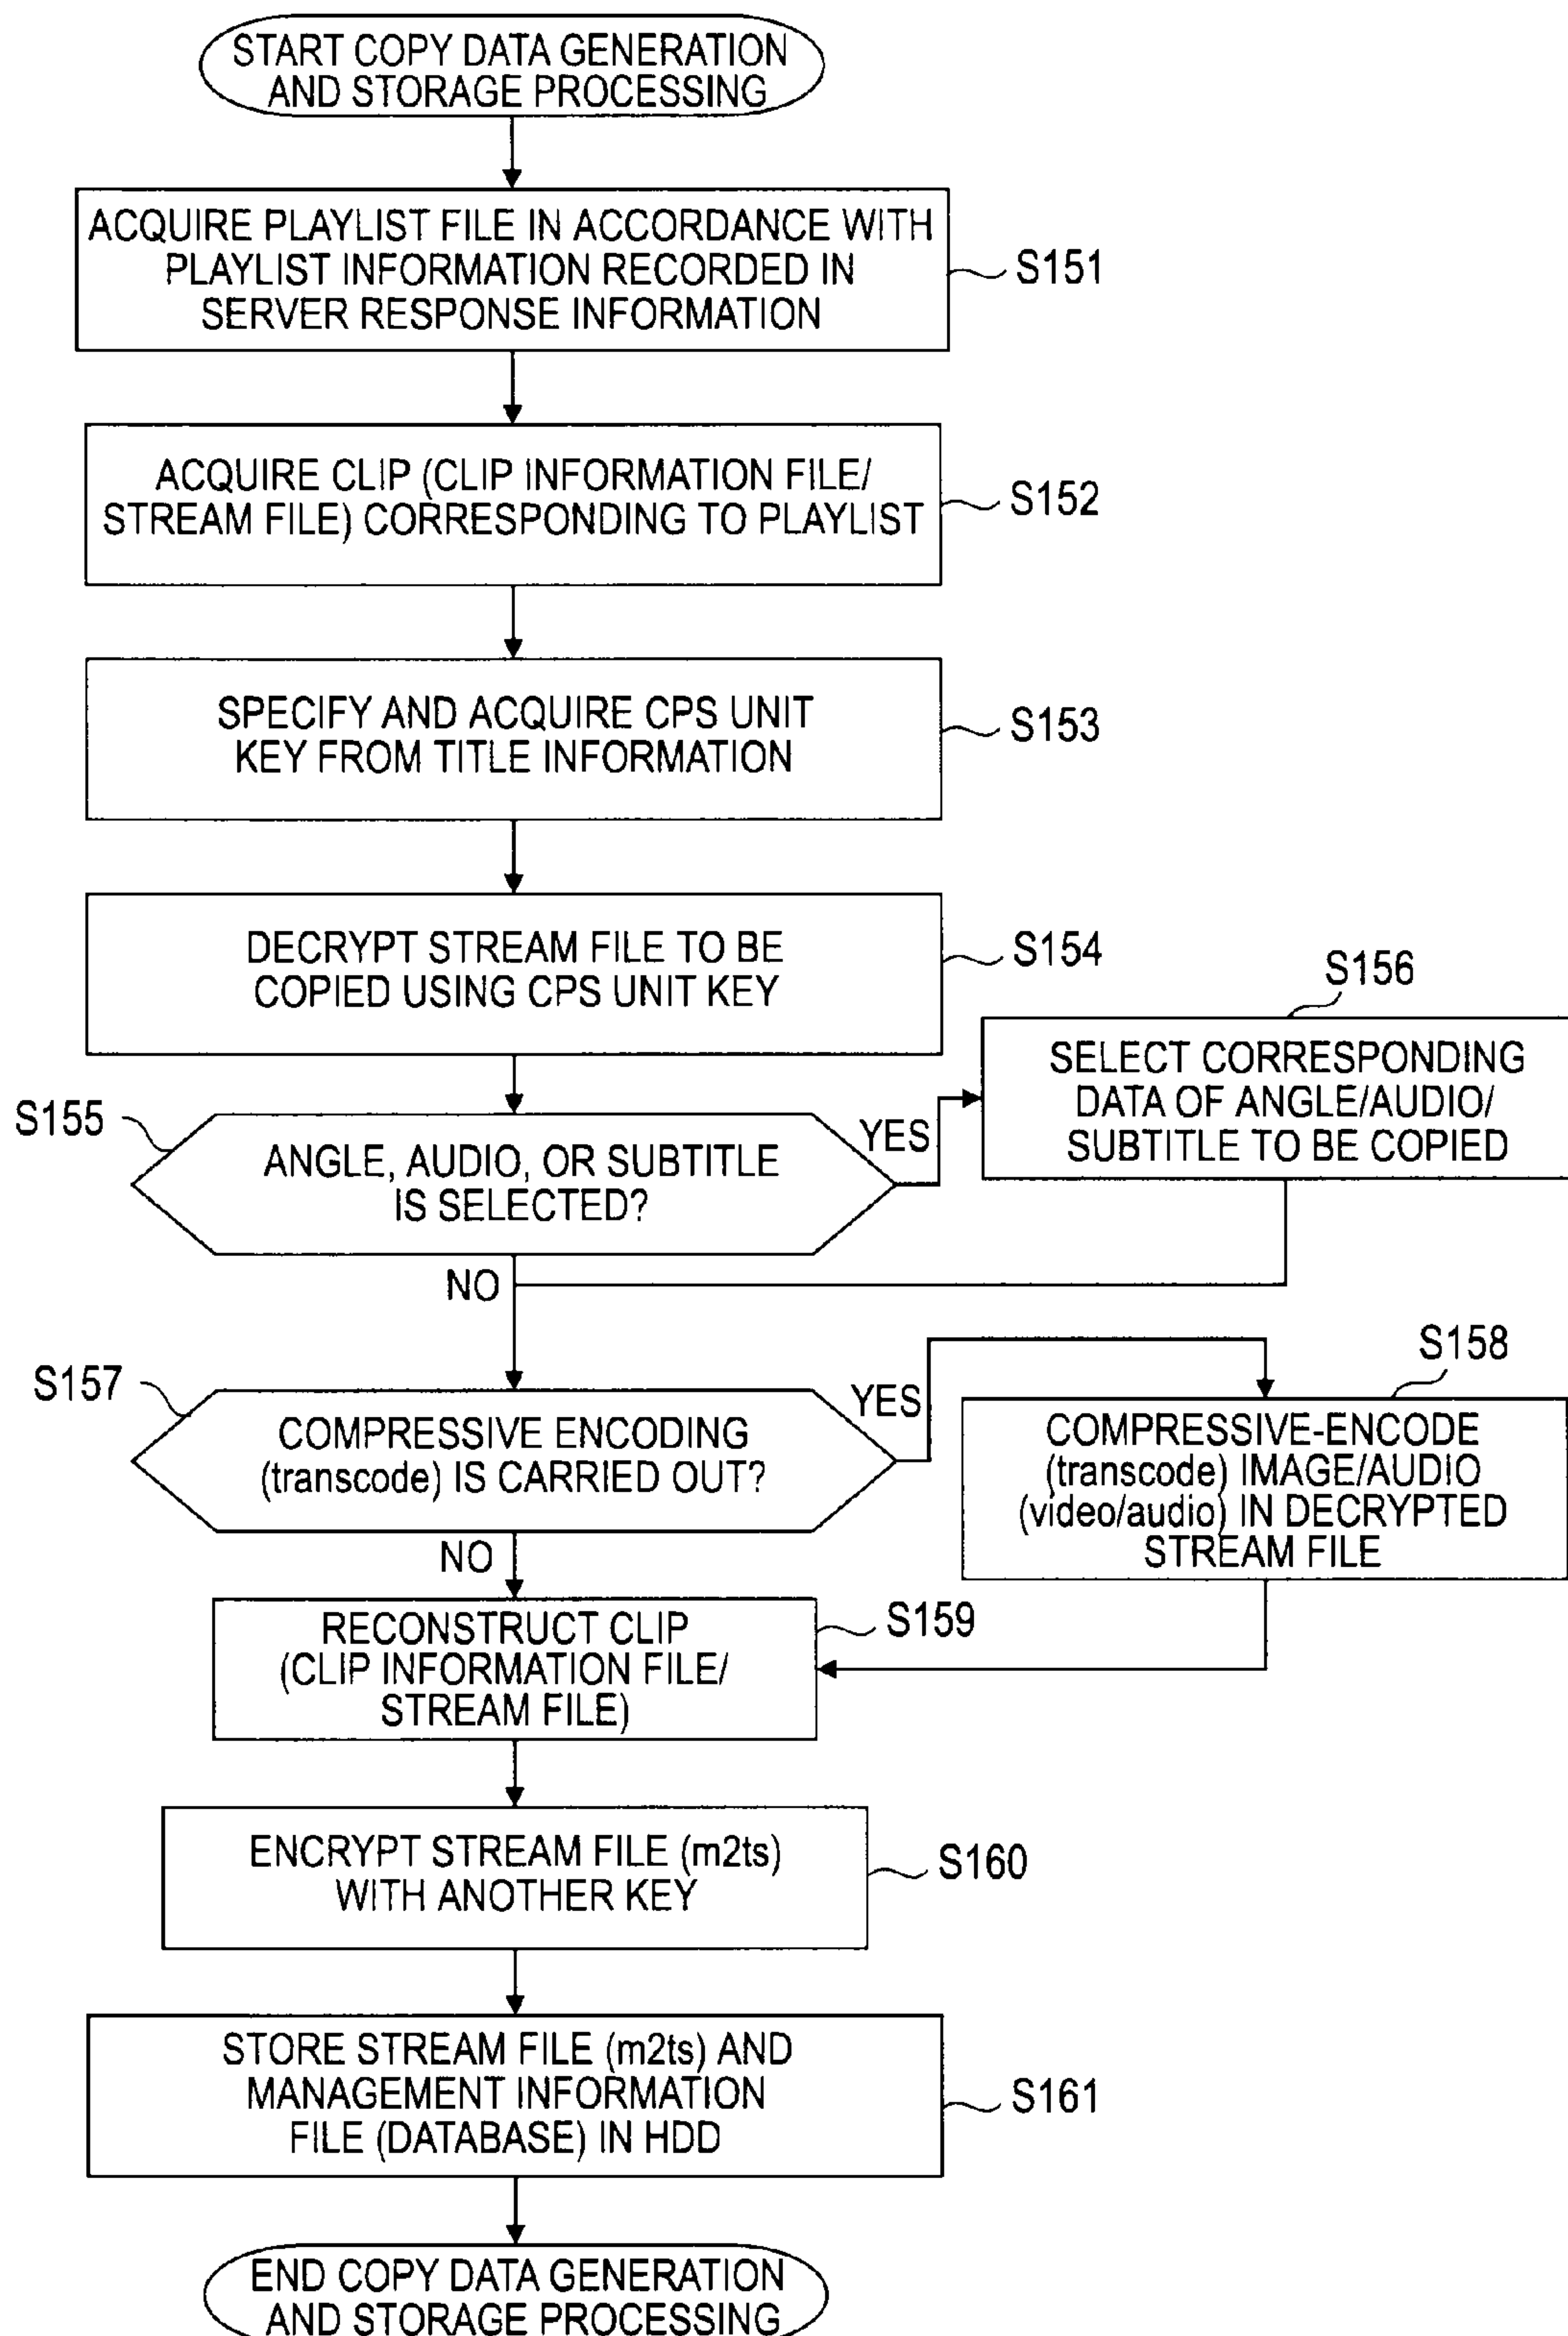 START COPY DATA GENERATION
AND STORAGE PROCESSING
ACQUIRE PLAYLIST FILE IN ACCORDANCE WITH
PLAYLIST INFORMATION RECORDED IN
SERVER RESPONSE INFORMATION
S151
ACQUIRE CLIP (CLIP INFORMATION FILE/
STREAM FILE) CORRESPONDING TO PLAYLIST
S152
SPECIFY AND ACQUIRE CPS UNIT
KEY FROM TITLE INFORMATION
S153
DECRYPT STREAM FILE TO BE
COPIED USING CPS UNIT KEY
S154
S155
ANGLE, AUDIO, OR SUBTITLE
IS SELECTED?
YES
NO
S156
SELECT CORRESPONDING
DATA OF ANGLE/AUDIO/
SUBTITLE TO BE COPIED
S157
COMPRESSIVE ENCODING
(transcode) IS CARRIED OUT?
YES
NO
S158
COMPRESSIVE-ENCODE
(transcode) IMAGE/AUDIO
(video/audio) IN DECRYPTED
STREAM FILE
RECONSTRUCT CLIP
(CLIP INFORMATION FILE/
STREAM FILE)
S159
ENCRYPT STREAM FILE (m2ts)
WITH ANOTHER KEY
S160
STORE STREAM FILE (m2ts) AND
MANAGEMENT INFORMATION
FILE (DATABASE) IN HDD
S161
END COPY DATA GENERATION
AND STORAGE PROCESSING